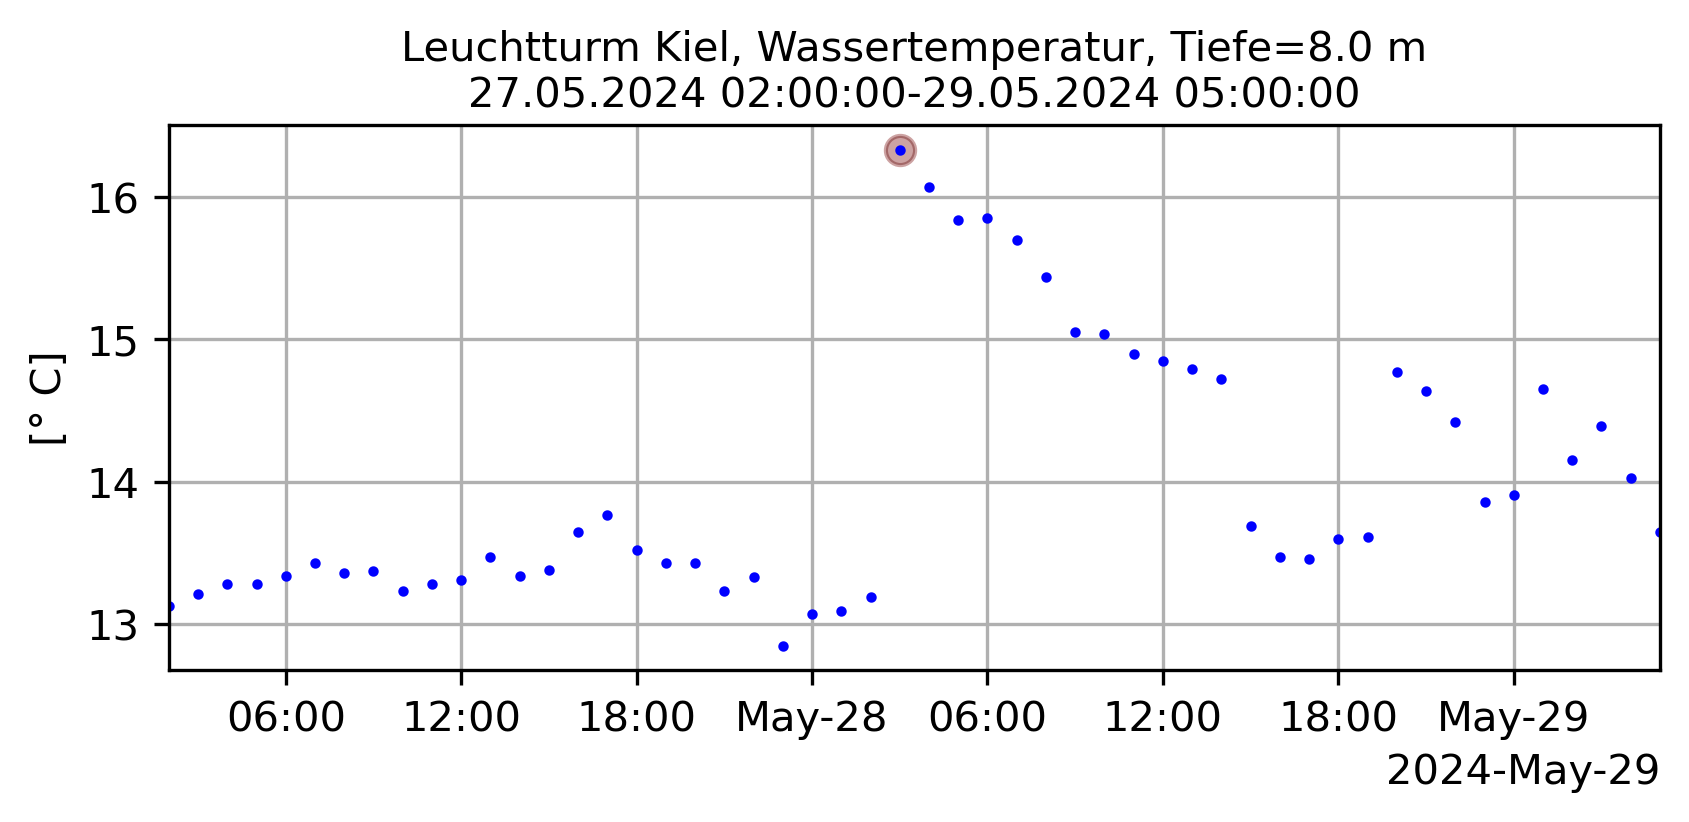 Leuchtturm Kiel, Wassertemperatur, Tiefe=8.0 m
27.05.2024 02:00:00-29.05.2024 05:00:00
16
15
14
13
[° C]
06:00 12:00 18:00 May-28 06:00 12:00 18:00 May-29
2024-May-29